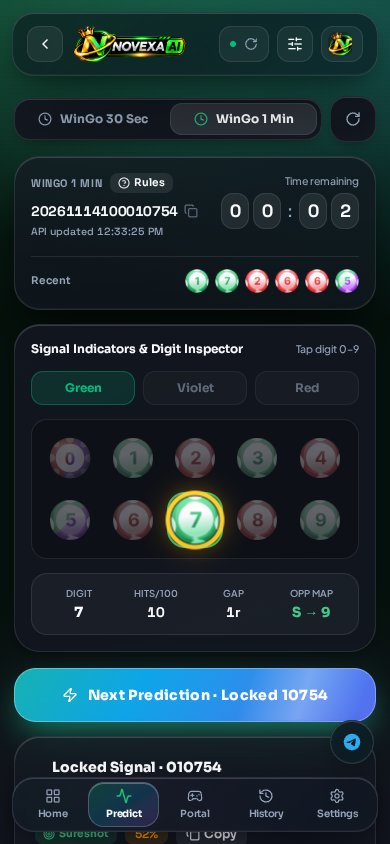 NOVEXA AI
WinGo 30 Sec
WinGo 1 Min
WINGO 1 MIN
Rules
Time remaining
20261114100010754
0 0 : 0 2
API updated 12:33:25 PM
Recent
1 7 2 6 6 5
Signal Indicators & Digit Inspector
Tap digit 0–9
Green
Violet
Red
0 1 2 3 4
5 6 7 8 9
DIGIT HITS/100 GAP OPP MAP
7 10 1r S → 9
Next Prediction · Locked 10754
Locked Signal · 010754
Sureshot 52% Copy
Home Predict Portal History Settings